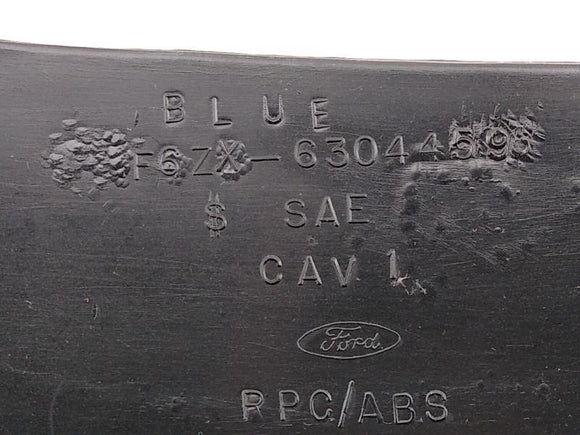 BLUE
F6ZX-6304459
$ SAE
CAV 1
Ford
RPC/ABS